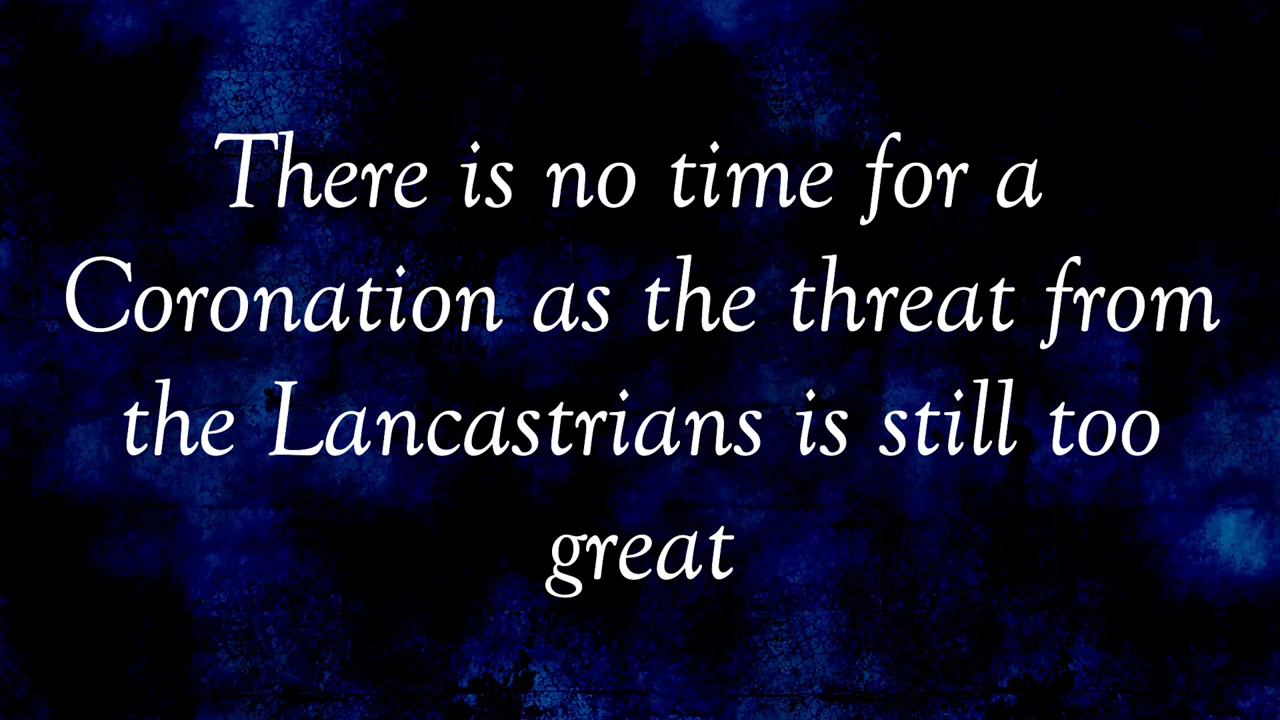 There is no time for a
Coronation as the threat from
the Lancastrians is still too
great